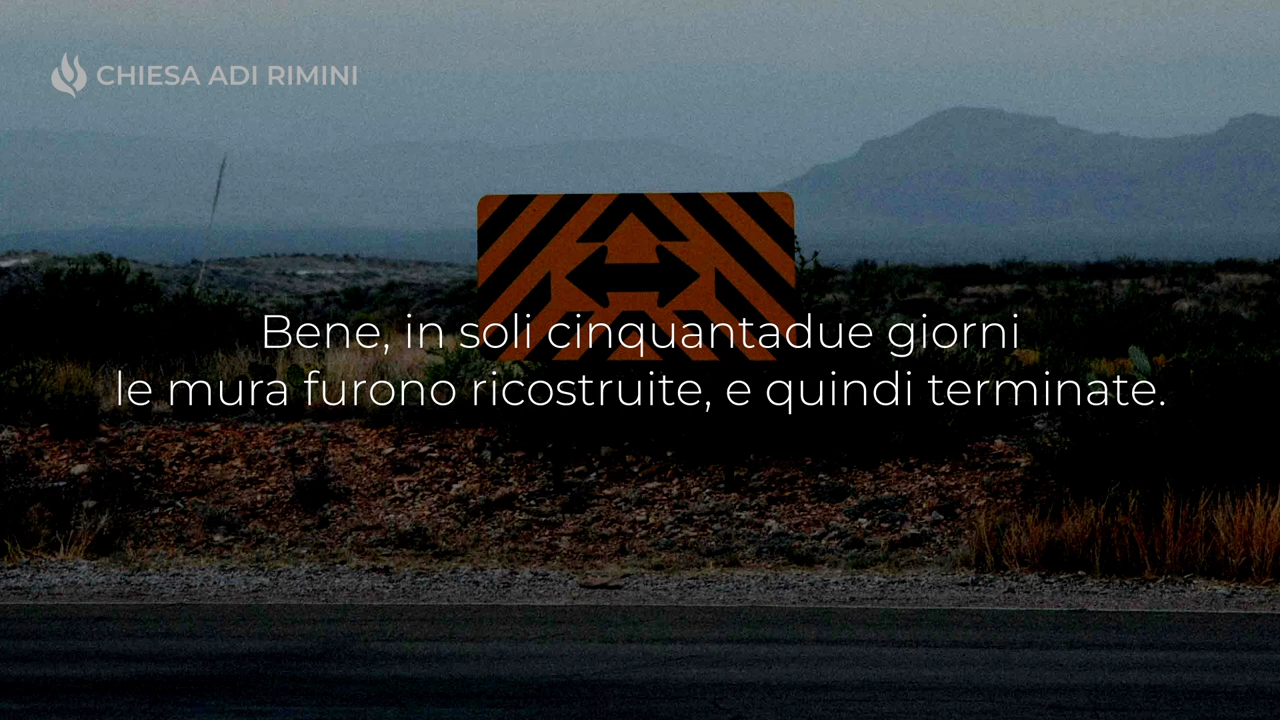 CHIESA ADI RIMINI
Bene, in soli cinquantadue giorni
le mura furono ricostruite, e quindi terminate.